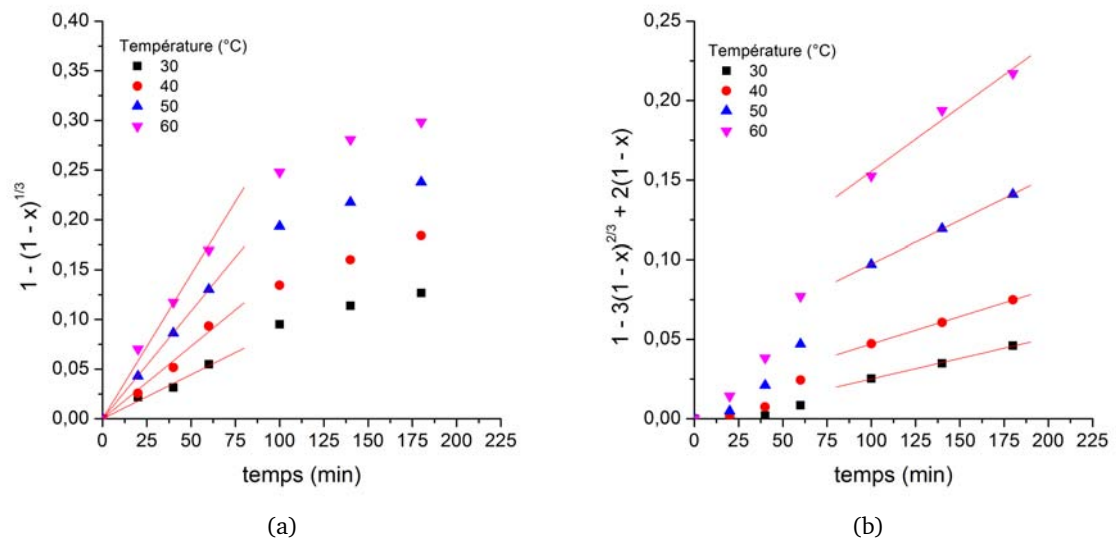 0,40
0,35
0,30
0,25
0,20
0,15
0,10
0,05
0,00
1 - (1 - x)^{1/3}
Température (°C)
30
40
50
60
0 25 50 75 100 125 150 175 200 225
temps (min)
(a)
0,25
0,20
0,15
0,10
0,05
0,00
1 - 3(1 - x)^{2/3} + 2(1 - x)
Température (°C)
30
40
50
60
0 25 50 75 100 125 150 175 200 225
temps (min)
(b)